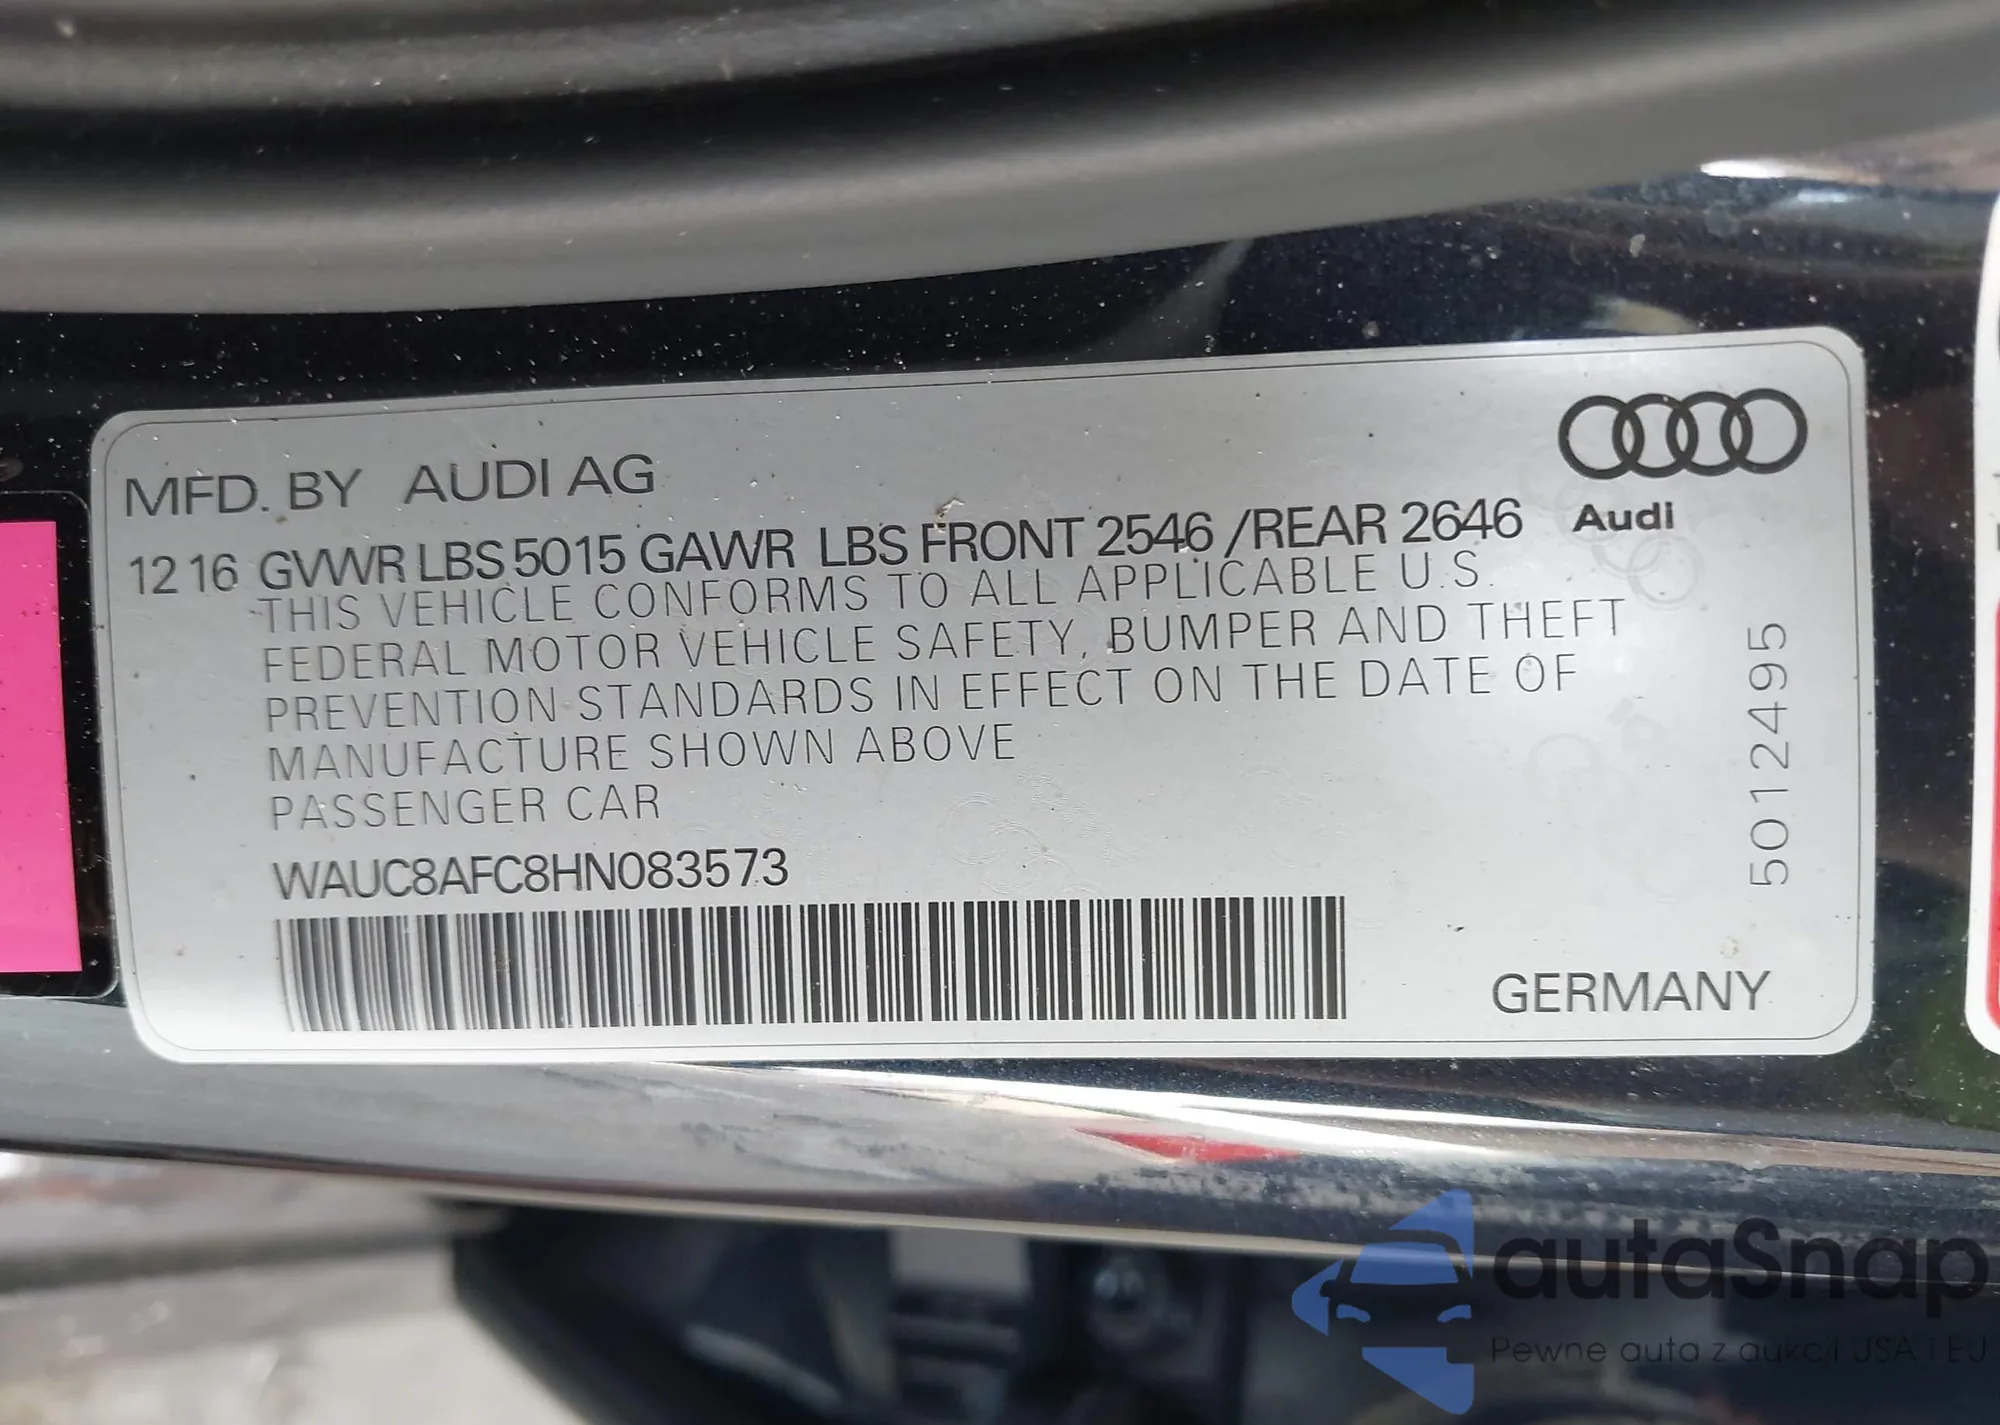 MFD. BY AUDI AG
Audi
12 16 GVWR LBS 5015 GAWR LBS FRONT 2546 /REAR 2646
THIS VEHICLE CONFORMS TO ALL APPLICABLE U.S.
FEDERAL MOTOR VEHICLE SAFETY, BUMPER AND THEFT
PREVENTION STANDARDS IN EFFECT ON THE DATE OF
MANUFACTURE SHOWN ABOVE
PASSENGER CAR
WAUC8AFC8HN083573
50124495
GERMANY
autaSnap
Pewne auta z aukcji USA i EU